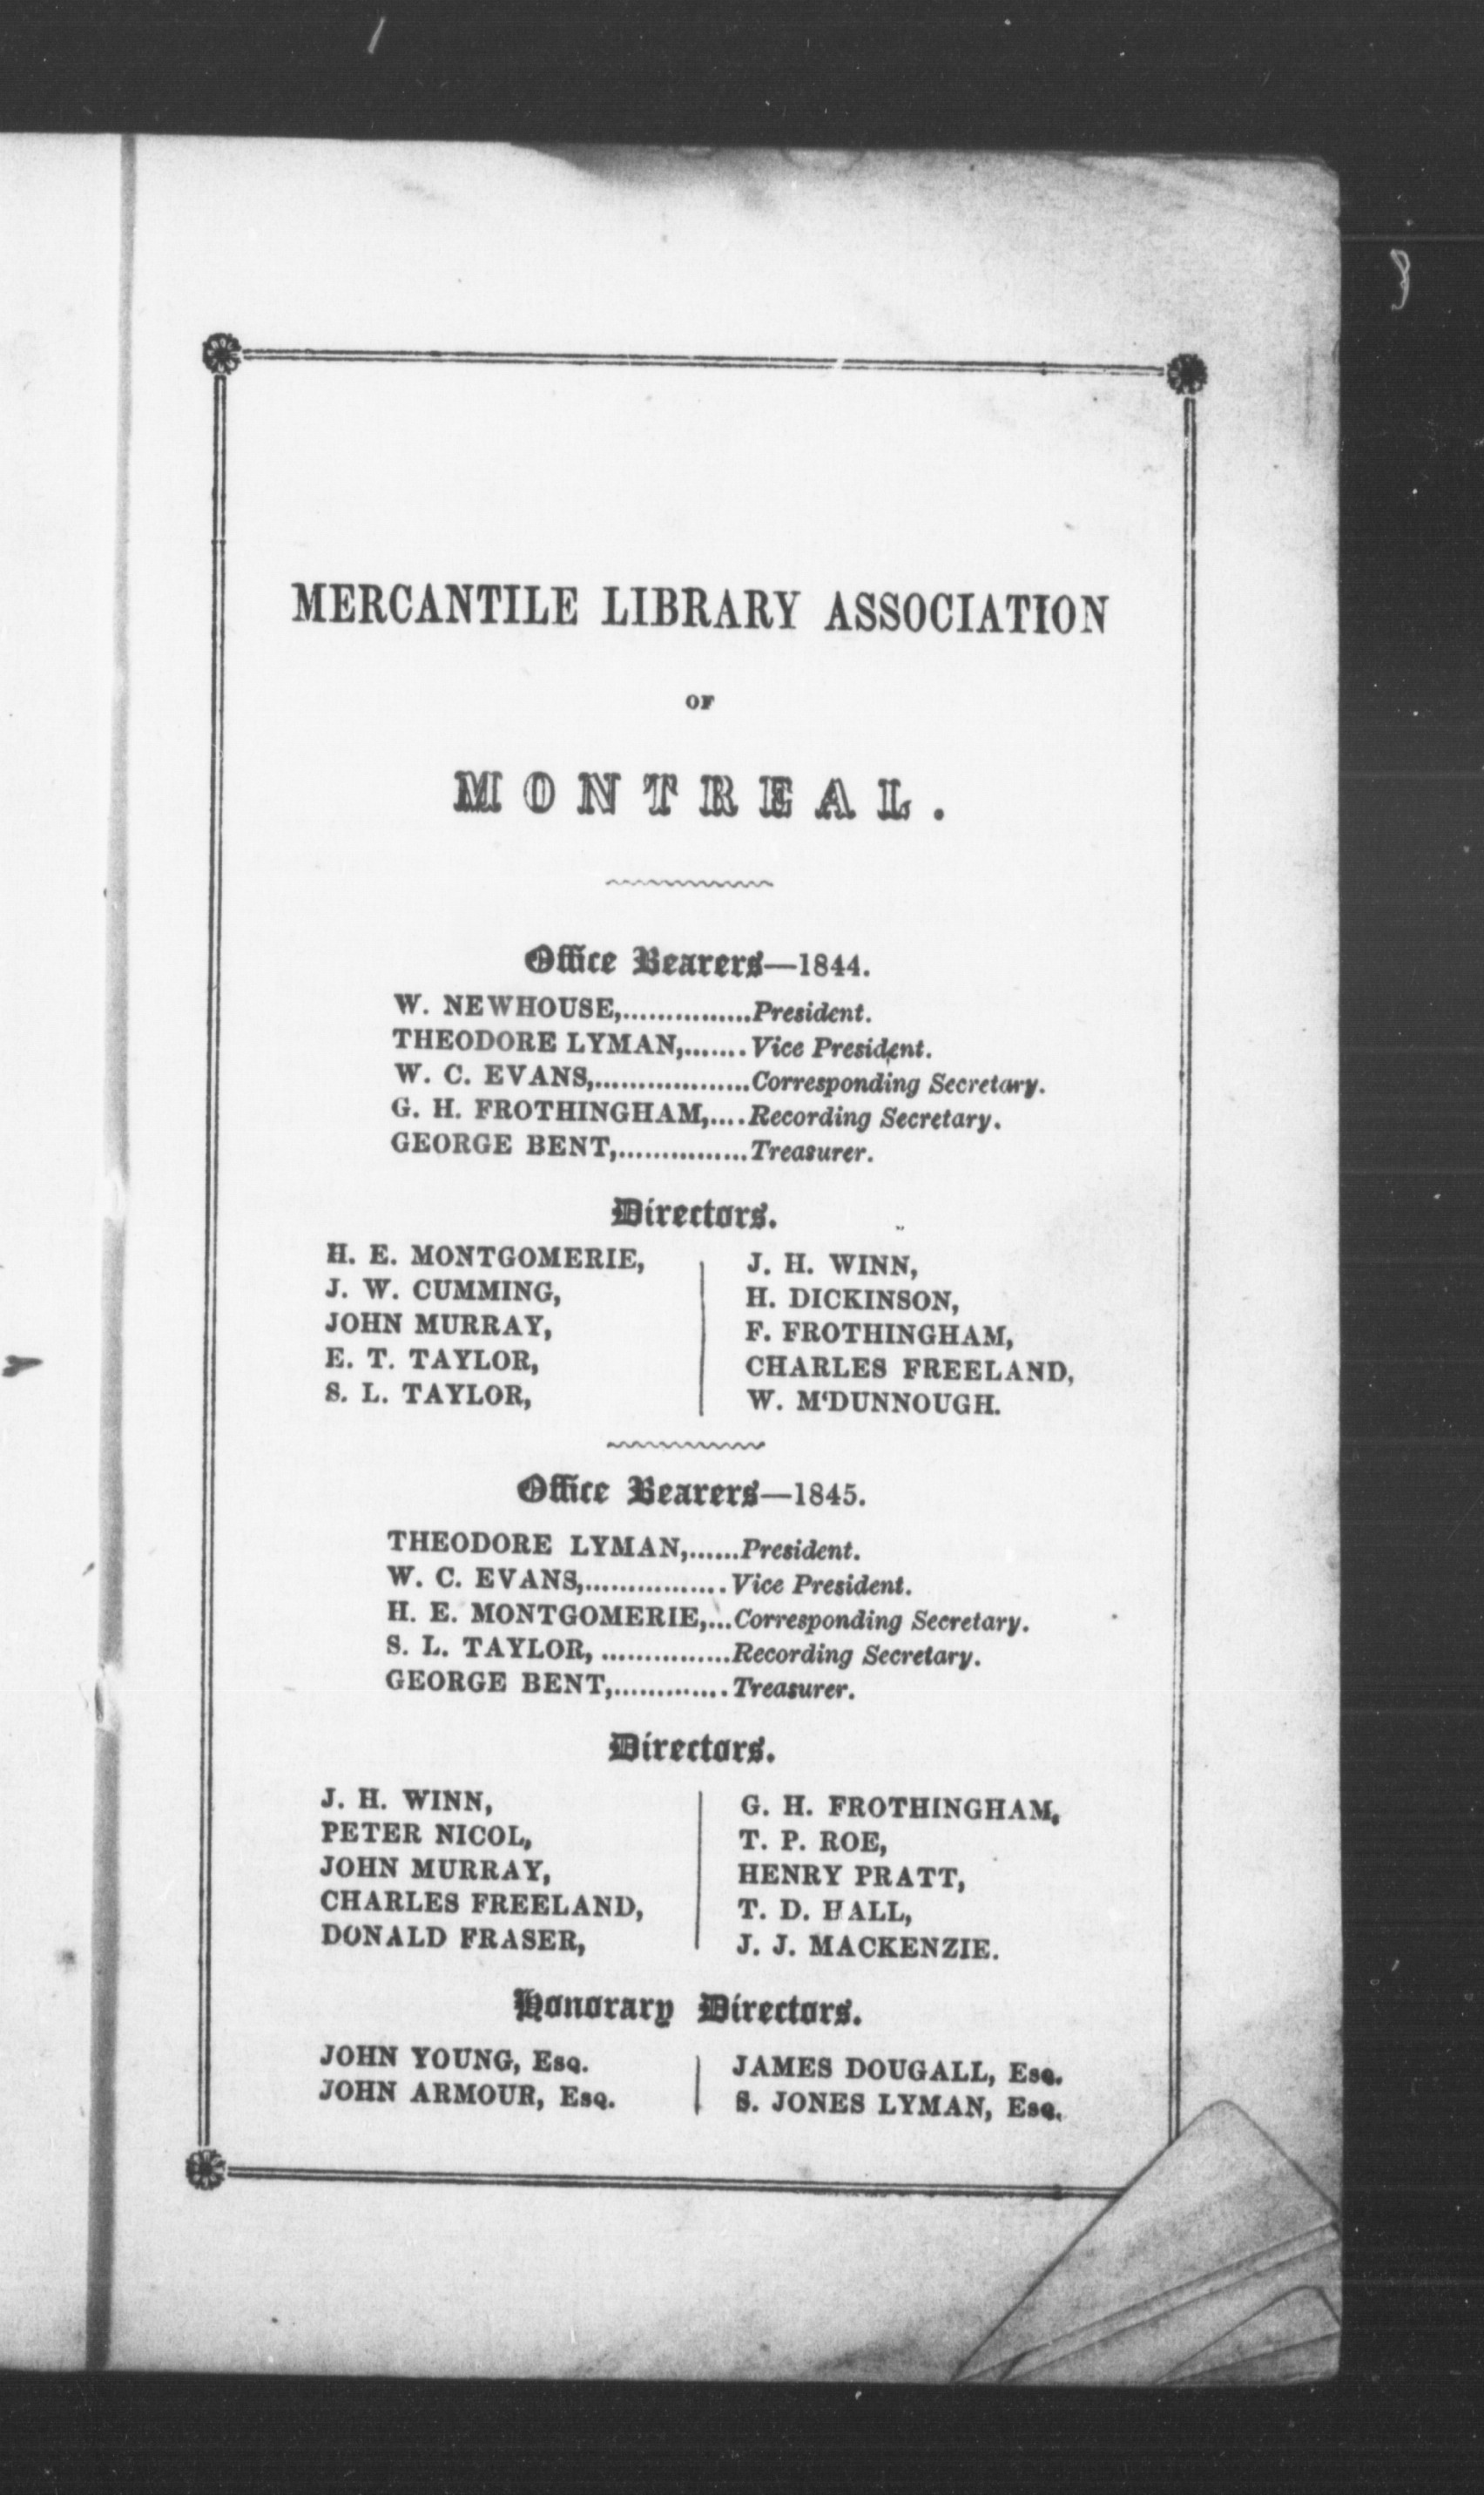 MERCANTILE LIBRARY ASSOCIATION
OF
MONTREAL.
Office Bearers—1844.
W. NEWHOUSE,...............President.
THEODORE LYMAN,.......Vice President.
W. C. EVANS,..................Corresponding Secretary.
G. H. FROTHINGHAM,....Recording Secretary.
GEORGE BENT,...............Treasurer.
Directors.
H. E. MONTGOMERIE,
J. W. CUMMING,
JOHN MURRAY,
E. T. TAYLOR,
S. L. TAYLOR,
J. H. WINN,
H. DICKINSON,
F. FROTHINGHAM,
CHARLES FREELAND,
W. M‘DUNNOUGH.
Office Bearers—1845.
THEODORE LYMAN,......President.
W. C. EVANS,................Vice President.
H. E. MONTGOMERIE,...Corresponding Secretary.
S. L. TAYLOR, ...............Recording Secretary.
GEORGE BENT,.............Treasurer.
Directors.
J. H. WINN,
PETER NICOL,
JOHN MURRAY,
CHARLES FREELAND,
DONALD FRASER,
G. H. FROTHINGHAM,
T. P. ROE,
HENRY PRATT,
T. D. HALL,
J. J. MACKENZIE.
Honorary Directors.
JOHN YOUNG, Esq.
JOHN ARMOUR, Esq.
JAMES DOUGALL, Esq.
S. JONES LYMAN, Esq.